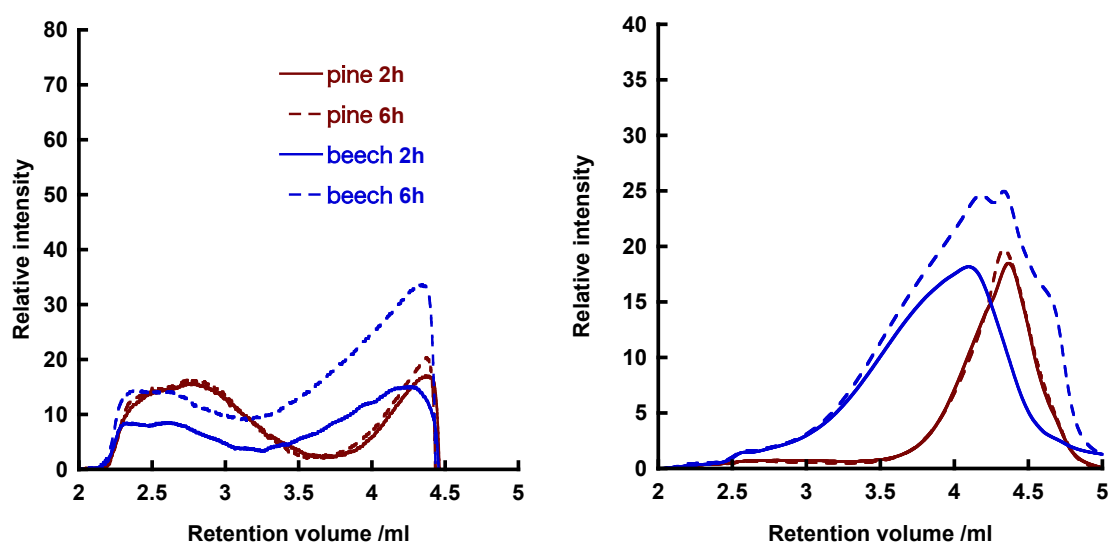 80
70
60
50
40
30
20
10
0
Relative intensity
pine 2h
pine 6h
beech 2h
beech 6h
2 2.5 3 3.5 4 4.5 5
Retention volume /ml
40
35
30
25
20
15
10
5
0
Relative intensity
2 2.5 3 3.5 4 4.5 5
Retention volume /ml